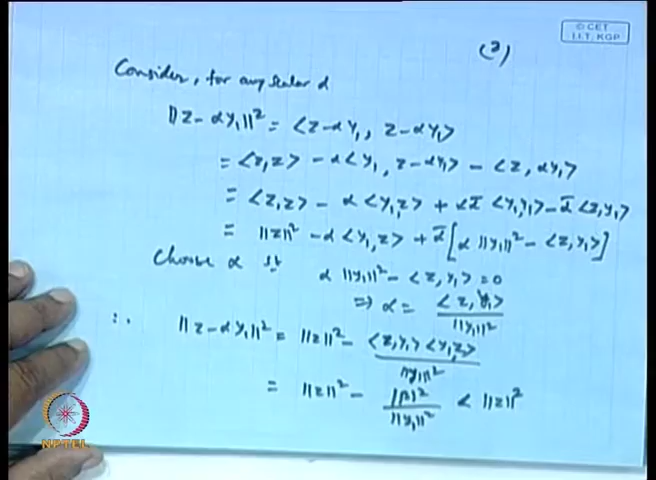 © CET
I.I.T. KGP
(3)
Consider, for any scalar α
||z-αy₁||² = <z-αy₁, z-αy₁>
= <z,z> - α<y₁, z-αy₁> - <z, αy₁>
= <z,z> - α <y₁,z> + α ᾱ <y₁,y₁> - ᾱ <z,y₁>
= ||z||² - α <y₁,z> + ᾱ [α ||y₁||² - <z,y₁>]
Choose α st α ||y₁||² - <z,y₁> = 0
⇒ α = <z,y₁> / ||y₁||²
∴ ||z-αy₁||² = ||z||² - <z,y₁> <y₁,z> / ||y₁||²
= ||z||² - |β|² / ||y₁||² < ||z||²
NPTEL